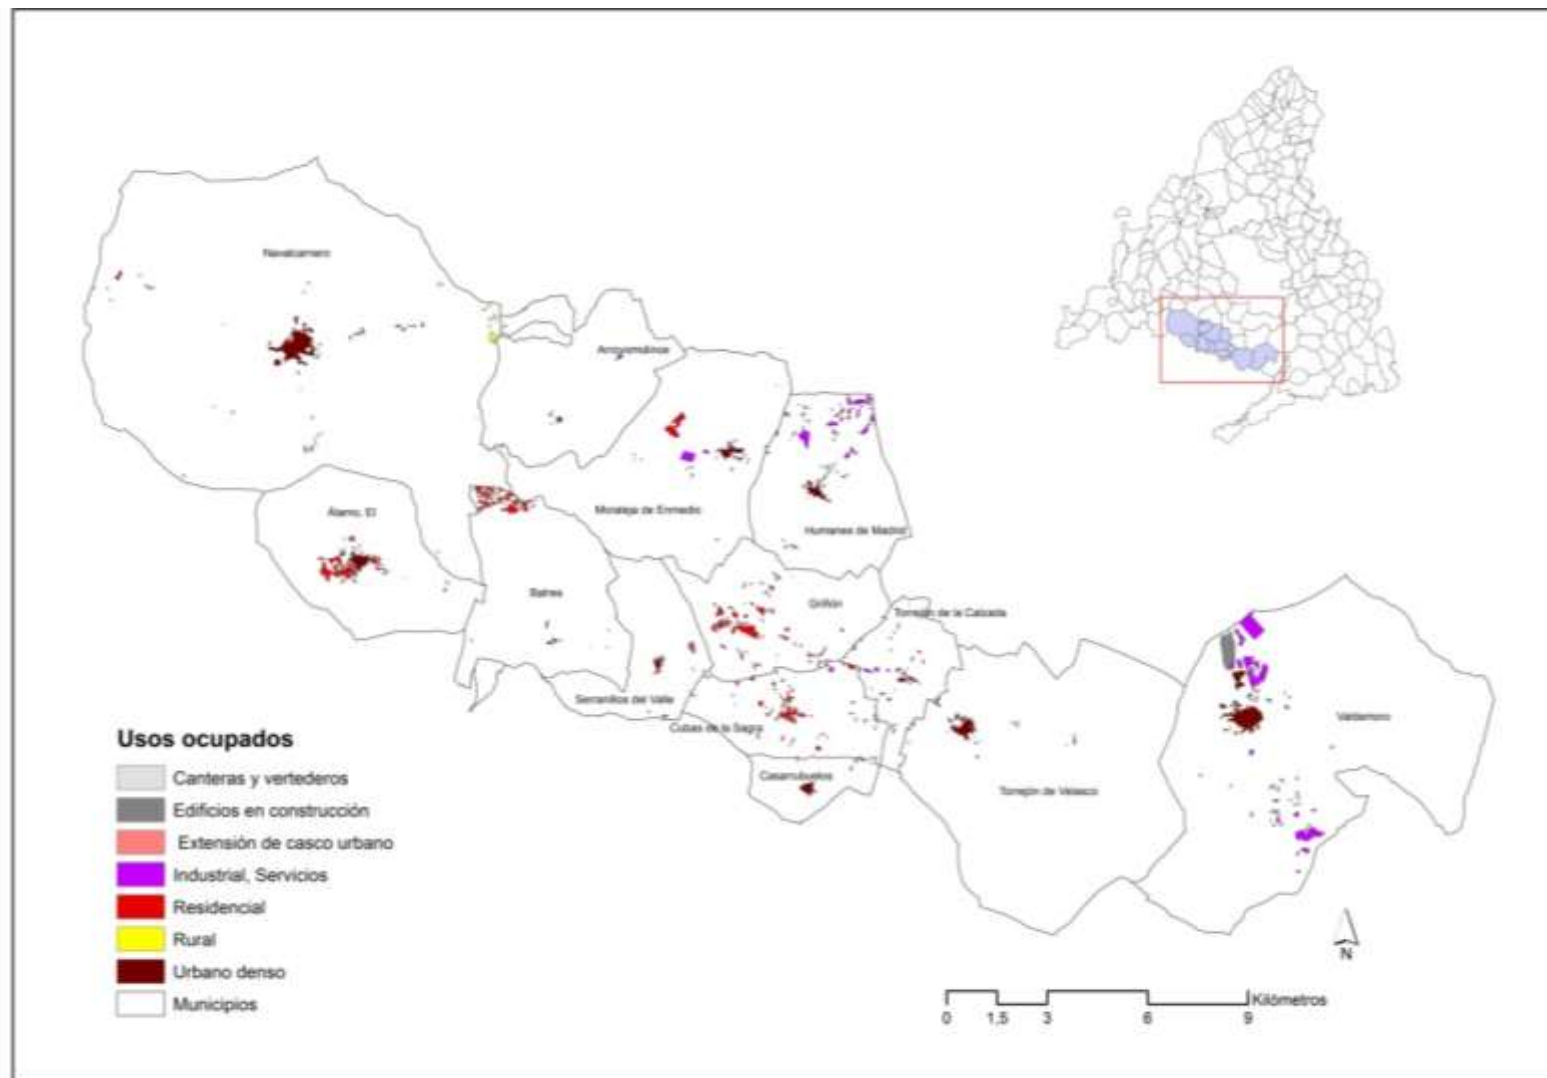 Navalcarnero
Arroyomolinos
Álamo, El
Moraleja de Enmedio
Humanes de Madrid
Batres
Griñón
Torrejón de la Calzada
Serranillos del Valle
Cubas de la Sagra
Valdemoro
Casarrubuelos
Torrejón de Velasco
Usos ocupados
Canteras y vertederos
Edificios en construcción
Extensión de casco urbano
Industrial, Servicios
Residencial
Rural
Urbano denso
Municipios
N
Kilómetros
0 1,5 3 6 9